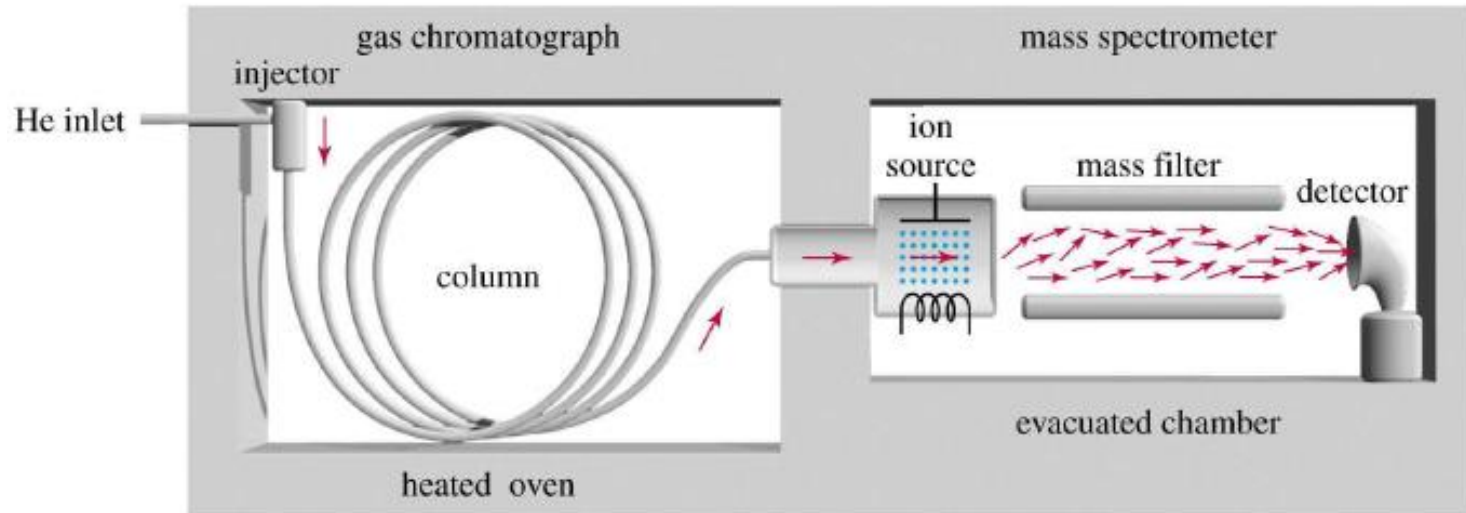 gas chromatograph
mass spectrometer
injector
He inlet
ion
source
mass filter
detector
column
evacuated chamber
heated oven